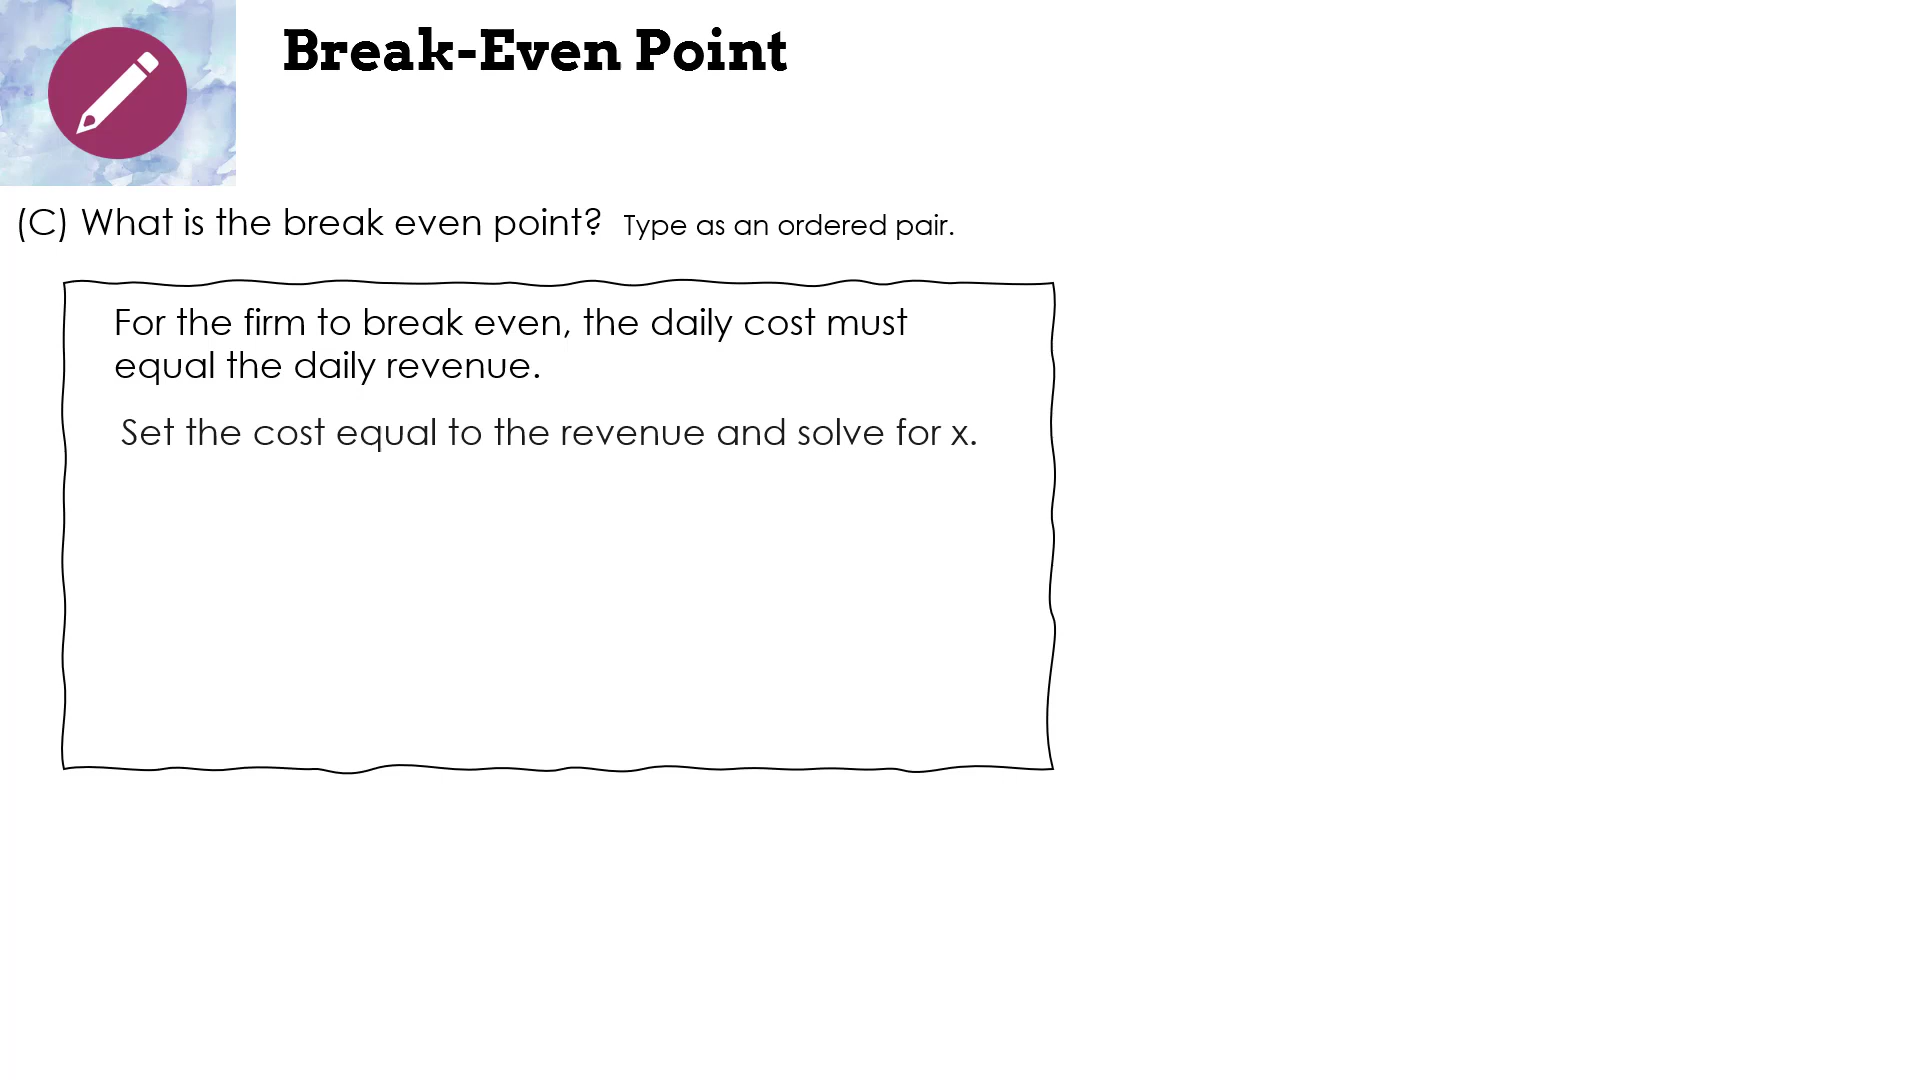 Break-Even Point
(C) What is the break even point? Type as an ordered pair.
For the firm to break even, the daily cost must
equal the daily revenue.
Set the cost equal to the revenue and solve for x.